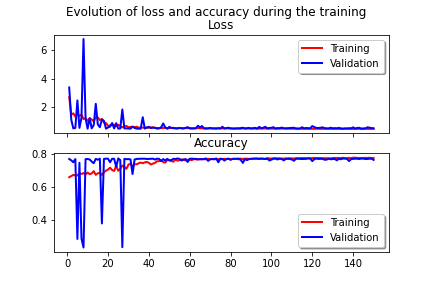 Evolution of loss and accuracy during the training
Loss
6
4
2
Training
Validation
Accuracy
0.8
0.6
0.4
Training
Validation
0 20 40 60 80 100 120 140